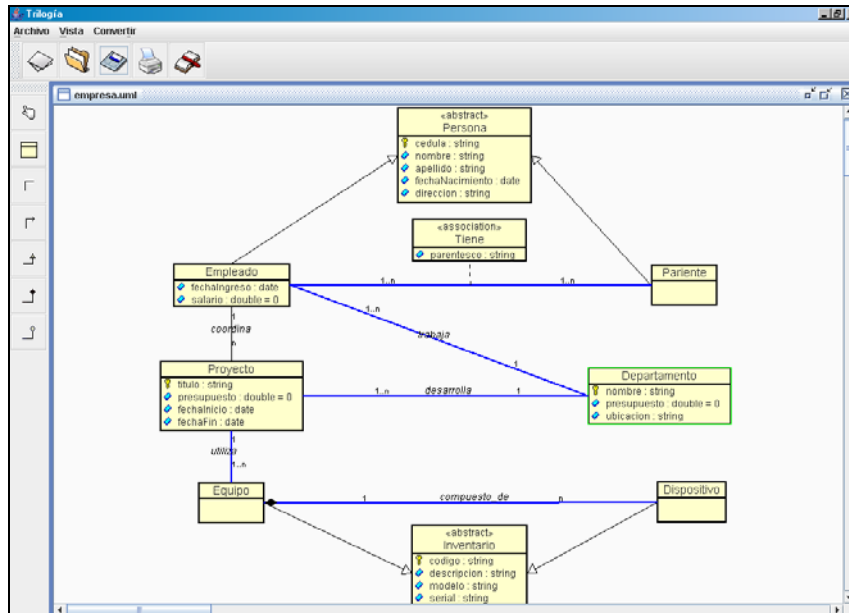 Trilogía
Archivo Vista Convertir
empresa.uml
«abstract»
Persona
cedula : string
nombre : string
apellido : string
fechaNacimiento : date
direccion : string
«association»
Tiene
parentesco : string
Empleado
fechaIngreso : date
salario : double = 0
Pariente
1..n
1..n
1
coordina
n
1..n
trabaja
1
Proyecto
titulo : string
presupuesto : double = 0
fechaInicio : date
fechaFin : date
1..n desarrolla 1
Departamento
nombre : string
presupuesto : double = 0
ubicacion : string
1
utiliza
1..n
Equipo
1 compuesto_de n
Dispositivo
«abstract»
Inventario
codigo : string
descripcion : string
modelo : string
serial : string